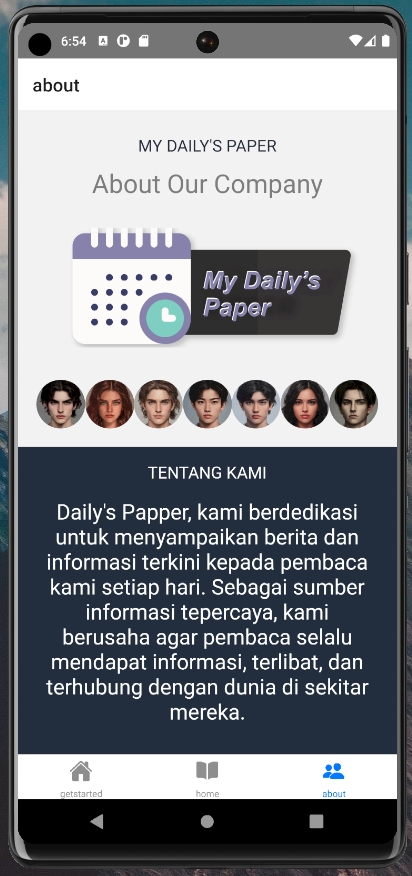 6:54
about
MY DAILY'S PAPER
About Our Company
My Daily's
Paper
TENTANG KAMI
Daily's Papper, kami berdedikasi
untuk menyampaikan berita dan
informasi terkini kepada pembaca
kami setiap hari. Sebagai sumber
informasi tepercaya, kami
berusaha agar pembaca selalu
mendapat informasi, terlibat, dan
terhubung dengan dunia di sekitar
mereka.
getstarted
home
about